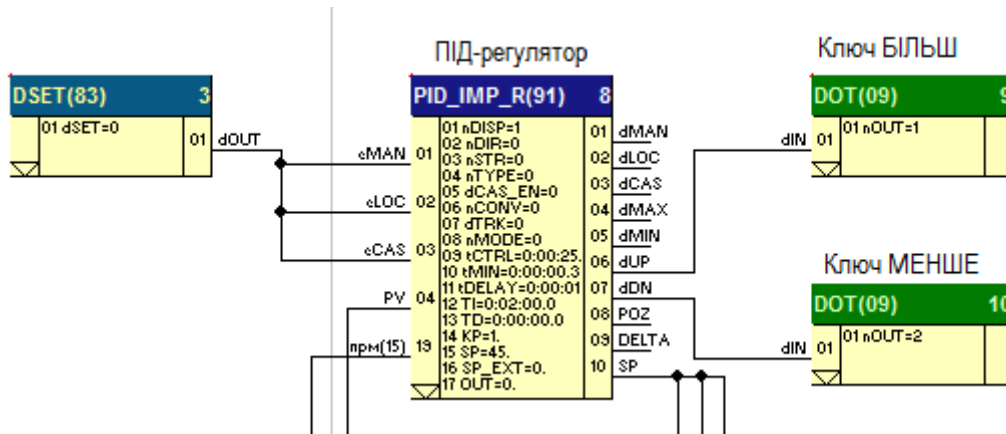 ПІД-регулятор
Ключ БІЛЬШ
DSET(83) 3
01 dSET=0
01 dOUT
PID_IMP_R(91) 8
cMAN 01
cLOC 02
cCAS 03
PV 04
прм(15) 19
01 nDISP=1
02 nDIR=0
03 nSTR=0
04 nTYPE=0
05 dCAS_EN=0
06 nCONV=0
07 dTRK=0
08 nMODE=0
09 tCTRL=0:00:25.
10 tMIN=0:00:00.3
11 tDELAY=0:00:01
12 TI=0:02:00.0
13 TD=0:00:00.0
14 KP=1.
15 SP=45.
16 SP_EXT=0.
17 OUT=0.
01 dMAN
02 dLOC
03 dCAS
04 dMAX
05 dMIN
06 dUP
07 dDN
08 POZ
09 DELTA
10 SP
DOT(09) 9
dIN 01
01 nOUT=1
Ключ МЕНШЕ
DOT(09) 10
dIN 01
01 nOUT=2